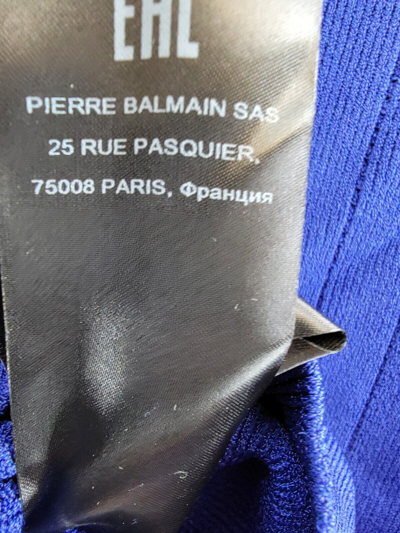 EAC
PIERRE BALMAIN SAS
25 RUE PASQUIER,
75008 PARIS, Франция